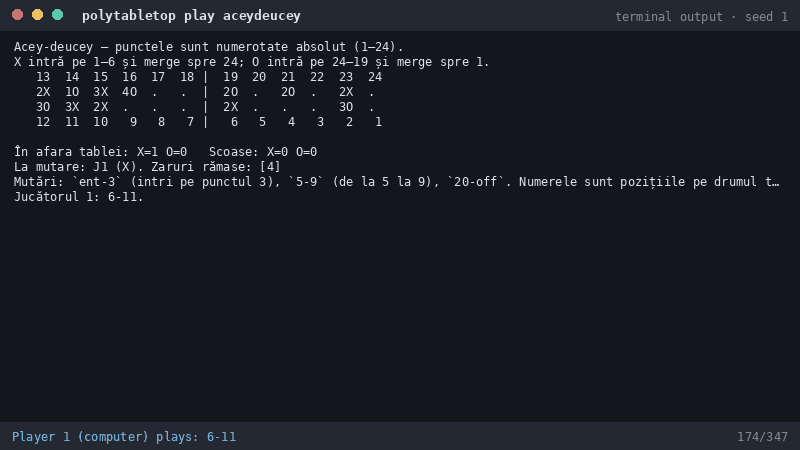 polytabletop play aceydeucey
terminal output · seed 1
Acey-deucey — punctele sunt numerotate absolut (1–24).
X intră pe 1–6 și merge spre 24; O intră pe 24–19 și merge spre 1.
13 14 15 16 17 18 | 19 20 21 22 23 24
2X 1O 3X 4O . . | 2O . 2O . 2X .
3O 3X 2X . . . | 2X . . . 3O .
12 11 10 9 8 7 | 6 5 4 3 2 1
În afara tablei: X=1 O=0 Scoase: X=0 O=0
La mutare: J1 (X). Zaruri rămase: [4]
Mutări: `ent-3` (intri pe punctul 3), `5-9` (de la 5 la 9), `20-off`. Numerele sunt pozițiile pe drumul t…
Jucătorul 1: 6-11.
Player 1 (computer) plays: 6-11
174/347